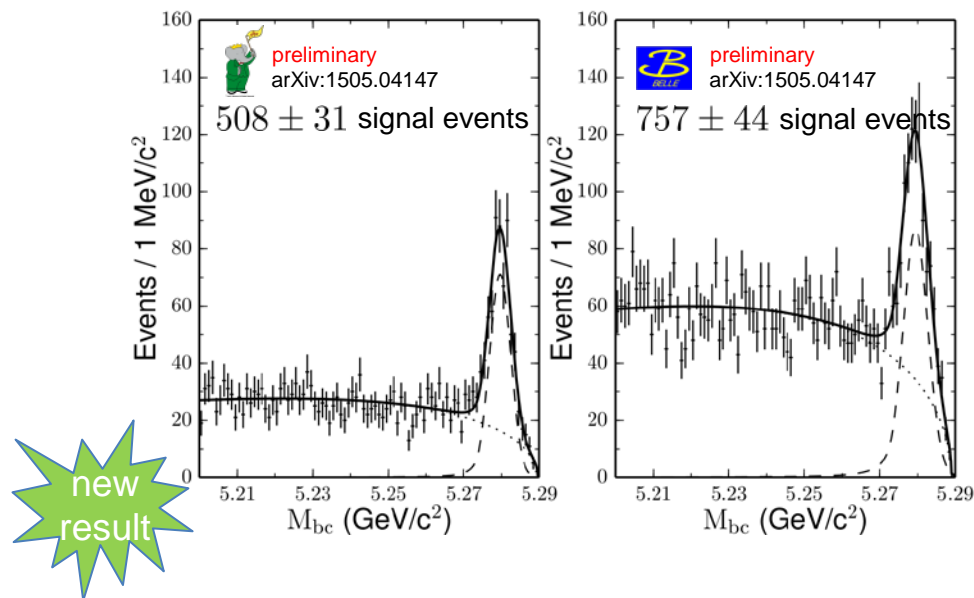 preliminary
arXiv:1505.04147
508 ± 31 signal events
Events / 1 MeV/c²
160
140
120
100
80
60
40
20
0
5.21
5.23
5.25
5.27
5.29
M_bc (GeV/c²)
preliminary
arXiv:1505.04147
BELLE
757 ± 44 signal events
Events / 1 MeV/c²
160
140
120
100
80
60
40
20
0
5.21
5.23
5.25
5.27
5.29
M_bc (GeV/c²)
new
result